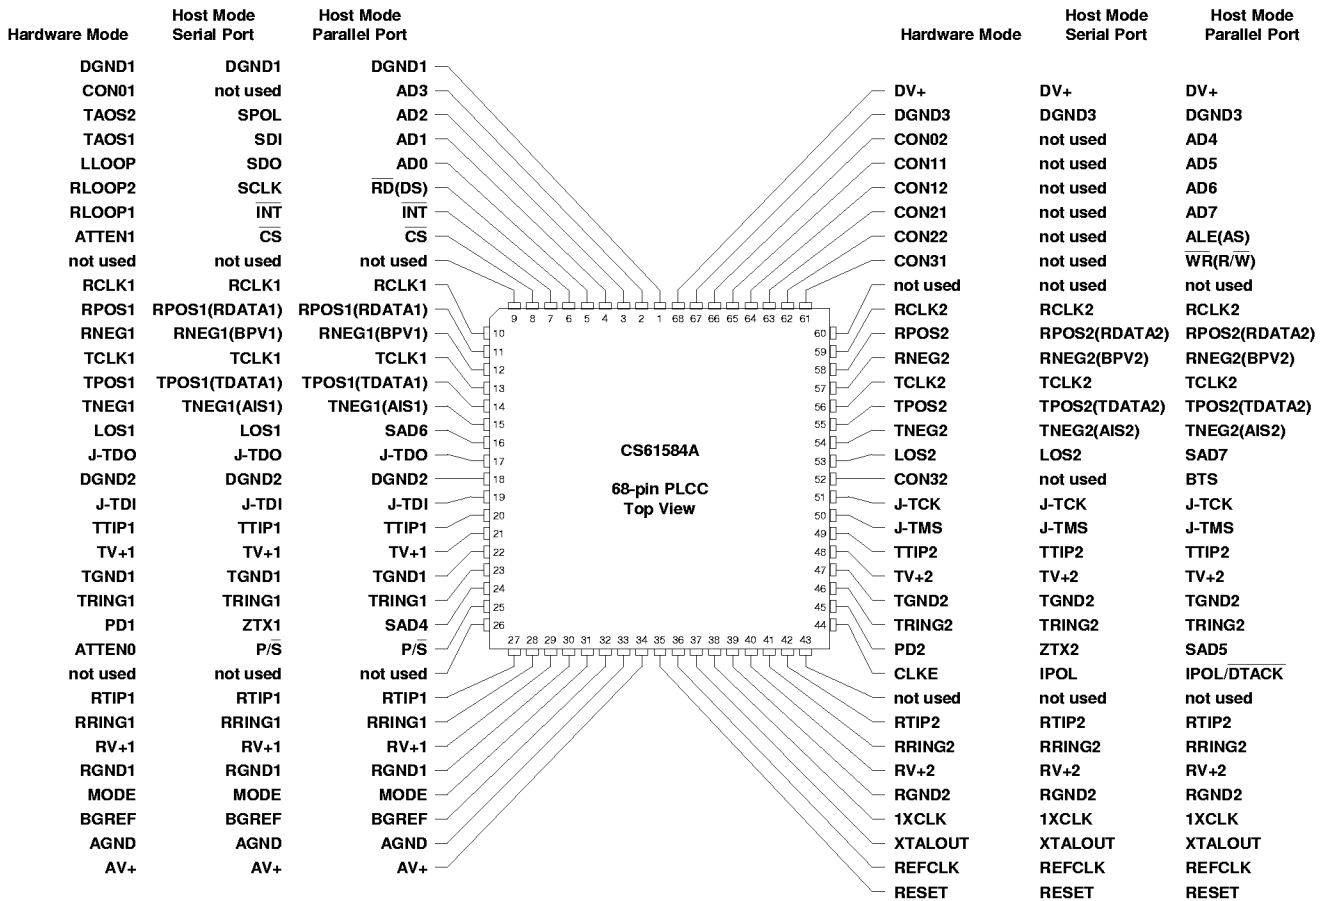 Host Mode Host Mode Host Mode Host Mode
Hardware Mode Serial Port Parallel Port Hardware Mode Serial Port Parallel Port
DGND1 DGND1 DGND1
CON01 not used AD3 DV+ DV+ DV+
TAOS2 SPOL AD2 DGND3 DGND3 DGND3
TAOS1 SDI AD1 CON02 not used AD4
LLOOP SDO AD0 CON11 not used AD5
RLOOP2 SCLK R̅D̅(DS) CON12 not used AD6
RLOOP1 I̅N̅T̅ I̅N̅T̅ CON21 not used AD7
ATTEN1 C̅S̅ C̅S̅ CON22 not used ALE(AS)
not used not used not used CON31 not used W̅R̅(R/W̅)
RCLK1 RCLK1 RCLK1 not used not used not used
RPOS1 RPOS1(RDATA1) RPOS1(RDATA1) RCLK2 RCLK2 RCLK2
9 8 7 6 5 4 3 2 1 68 67 66 65 64 63 62 61
RNEG1 RNEG1(BPV1) RNEG1(BPV1) 10 60 RPOS2 RPOS2(RDATA2) RPOS2(RDATA2)
TCLK1 TCLK1 TCLK1 11 59 RNEG2 RNEG2(BPV2) RNEG2(BPV2)
12 58
TPOS1 TPOS1(TDATA1) TPOS1(TDATA1) 13 57 TCLK2 TCLK2 TCLK2
TNEG1 TNEG1(AIS1) TNEG1(AIS1) 14 56 TPOS2 TPOS2(TDATA2) TPOS2(TDATA2)
LOS1 LOS1 SAD6 15 55 TNEG2 TNEG2(AIS2) TNEG2(AIS2)
16 54
J-TDO J-TDO J-TDO CS61584A 17 53 LOS2 LOS2 SAD7
DGND2 DGND2 DGND2 18 52 CON32 not used BTS
68-pin PLCC
J-TDI J-TDI J-TDI 19 51 J-TCK J-TCK J-TCK
Top View
TTIP1 TTIP1 TTIP1 20 50 J-TMS J-TMS J-TMS
21 49
TV+1 TV+1 TV+1 22 48 TTIP2 TTIP2 TTIP2
TGND1 TGND1 TGND1 23 47 TV+2 TV+2 TV+2
TRING1 TRING1 TRING1 24 46 TGND2 TGND2 TGND2
25 45
PD1 ZTX1 SAD4 26 44 TRING2 TRING2 TRING2
27 28 29 30 31 32 33 34 35 36 37 38 39 40 41 42 43
ATTEN0 P/S̅ P/S̅ PD2 ZTX2 SAD5
not used not used not used CLKE IPOL IPOL/D̅T̅A̅C̅K̅
RTIP1 RTIP1 RTIP1 not used not used not used
RRING1 RRING1 RRING1 RTIP2 RTIP2 RTIP2
RV+1 RV+1 RV+1 RRING2 RRING2 RRING2
RGND1 RGND1 RGND1 RV+2 RV+2 RV+2
MODE MODE MODE RGND2 RGND2 RGND2
BGREF BGREF BGREF 1XCLK 1XCLK 1XCLK
AGND AGND AGND XTALOUT XTALOUT XTALOUT
AV+ AV+ AV+ REFCLK REFCLK REFCLK
RESET RESET RESET